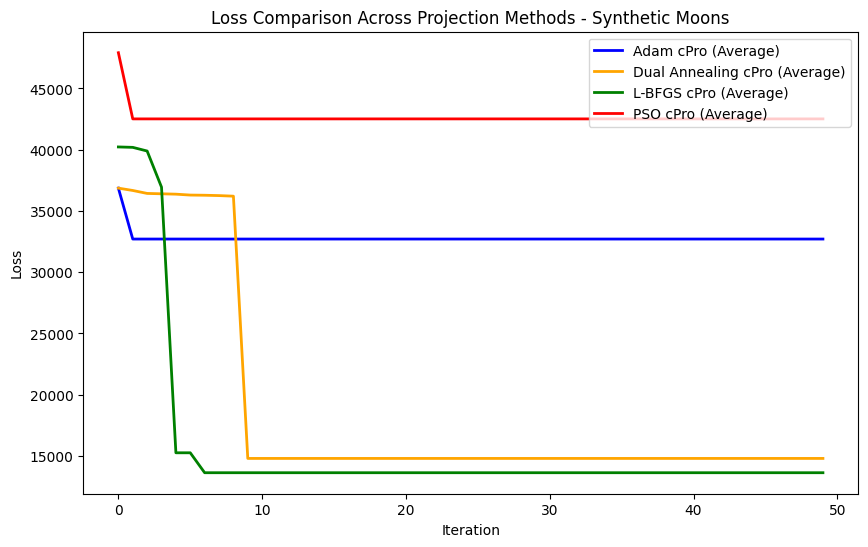 Loss Comparison Across Projection Methods - Synthetic Moons
Adam cPro (Average)
Dual Annealing cPro (Average)
L-BFGS cPro (Average)
PSO cPro (Average)
Loss
45000
40000
35000
30000
25000
20000
15000
0 10 20 30 40 50
Iteration